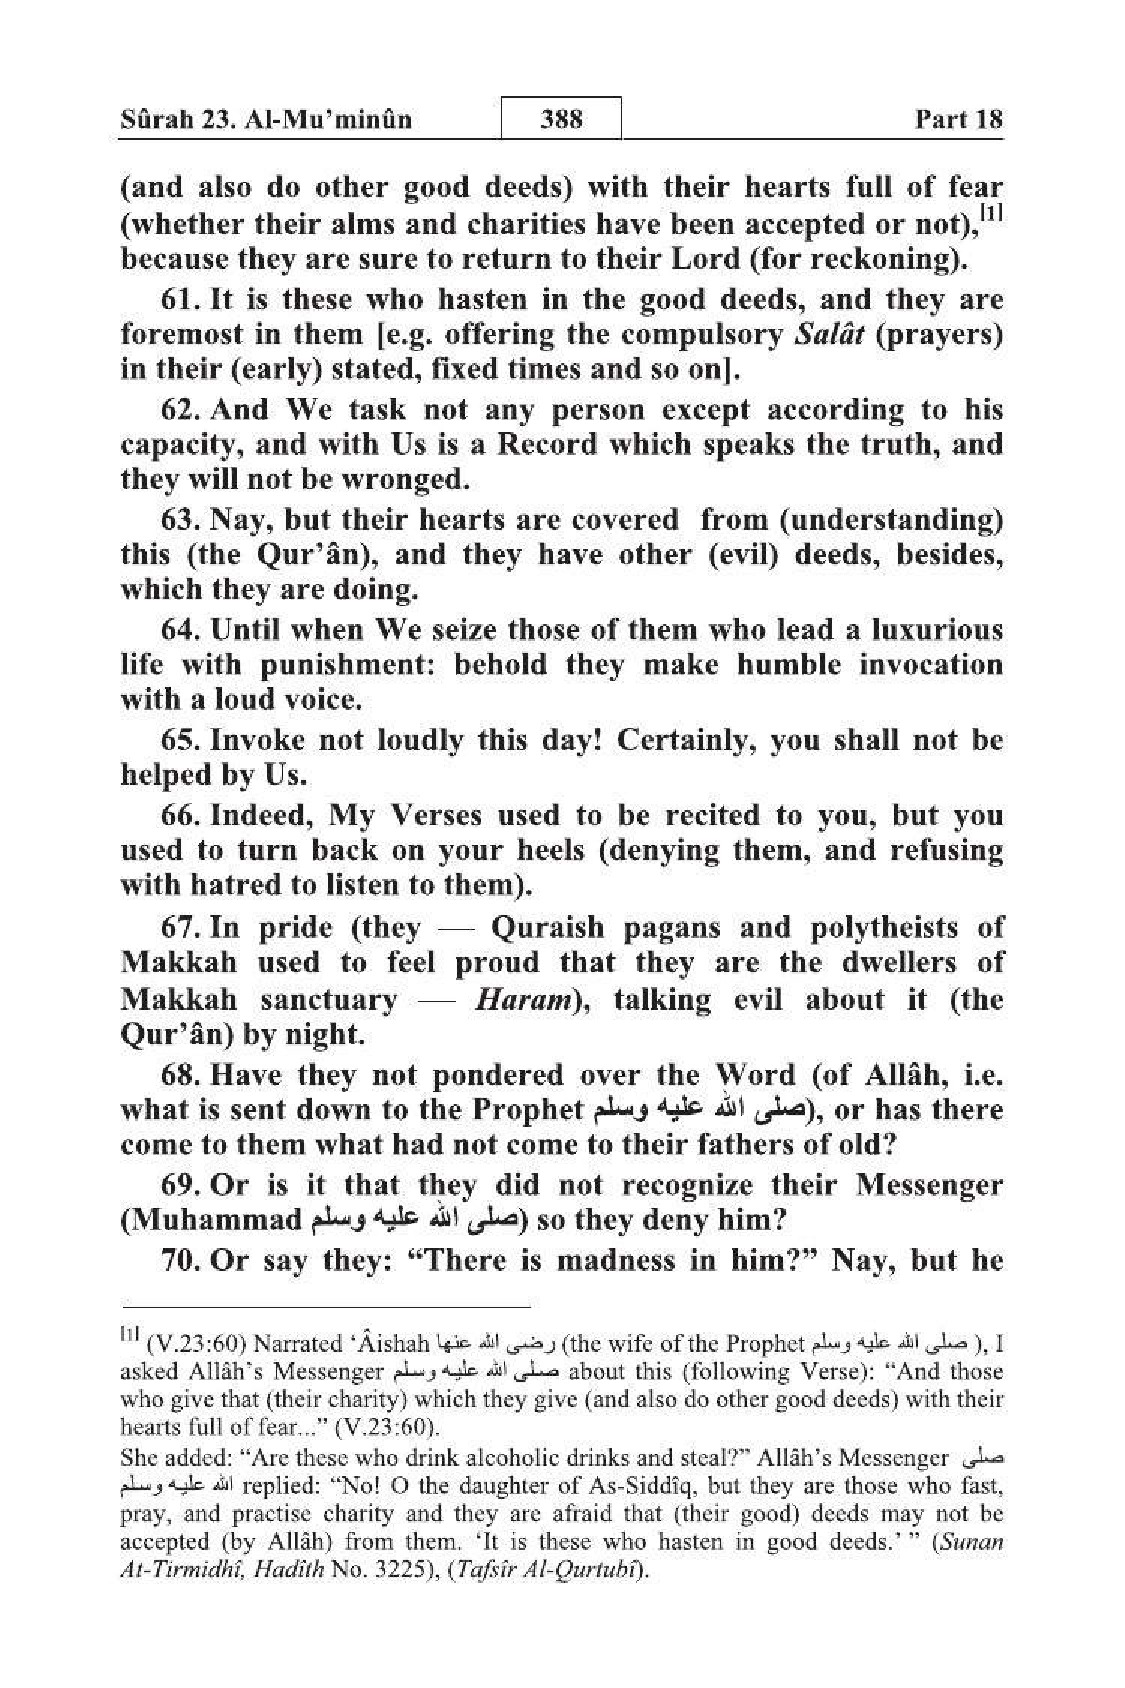 Sûrah 23. Al-Mu’minûn 388 Part 18
(and also do other good deeds) with their hearts full of fear
(whether their alms and charities have been accepted or not),[1]
because they are sure to return to their Lord (for reckoning).
61. It is these who hasten in the good deeds, and they are
foremost in them [e.g. offering the compulsory Salât (prayers)
in their (early) stated, fixed times and so on].
62. And We task not any person except according to his
capacity, and with Us is a Record which speaks the truth, and
they will not be wronged.
63. Nay, but their hearts are covered from (understanding)
this (the Qur’ân), and they have other (evil) deeds, besides,
which they are doing.
64. Until when We seize those of them who lead a luxurious
life with punishment: behold they make humble invocation
with a loud voice.
65. Invoke not loudly this day! Certainly, you shall not be
helped by Us.
66. Indeed, My Verses used to be recited to you, but you
used to turn back on your heels (denying them, and refusing
with hatred to listen to them).
67. In pride (they — Quraish pagans and polytheists of
Makkah used to feel proud that they are the dwellers of
Makkah sanctuary — Haram), talking evil about it (the
Qur’ân) by night.
68. Have they not pondered over the Word (of Allâh, i.e.
what is sent down to the Prophet صلى الله عليه وسلم), or has there
come to them what had not come to their fathers of old?
69. Or is it that they did not recognize their Messenger
(Muhammad صلى الله عليه وسلم) so they deny him?
70. Or say they: “There is madness in him?” Nay, but he
[1] (V.23:60) Narrated ‘Âishah رضى الله عنها (the wife of the Prophet صلى الله عليه وسلم ), I
asked Allâh’s Messenger صلى الله عليه وسلم about this (following Verse): “And those
who give that (their charity) which they give (and also do other good deeds) with their
hearts full of fear...” (V.23:60).
She added: “Are these who drink alcoholic drinks and steal?” Allâh’s Messenger صلى
الله عليه وسلم replied: “No! O the daughter of As-Siddîq, but they are those who fast,
pray, and practise charity and they are afraid that (their good) deeds may not be
accepted (by Allâh) from them. ‘It is these who hasten in good deeds.’ ” (Sunan
At-Tirmidhî, Hadîth No. 3225), (Tafsîr Al-Qurtubî).